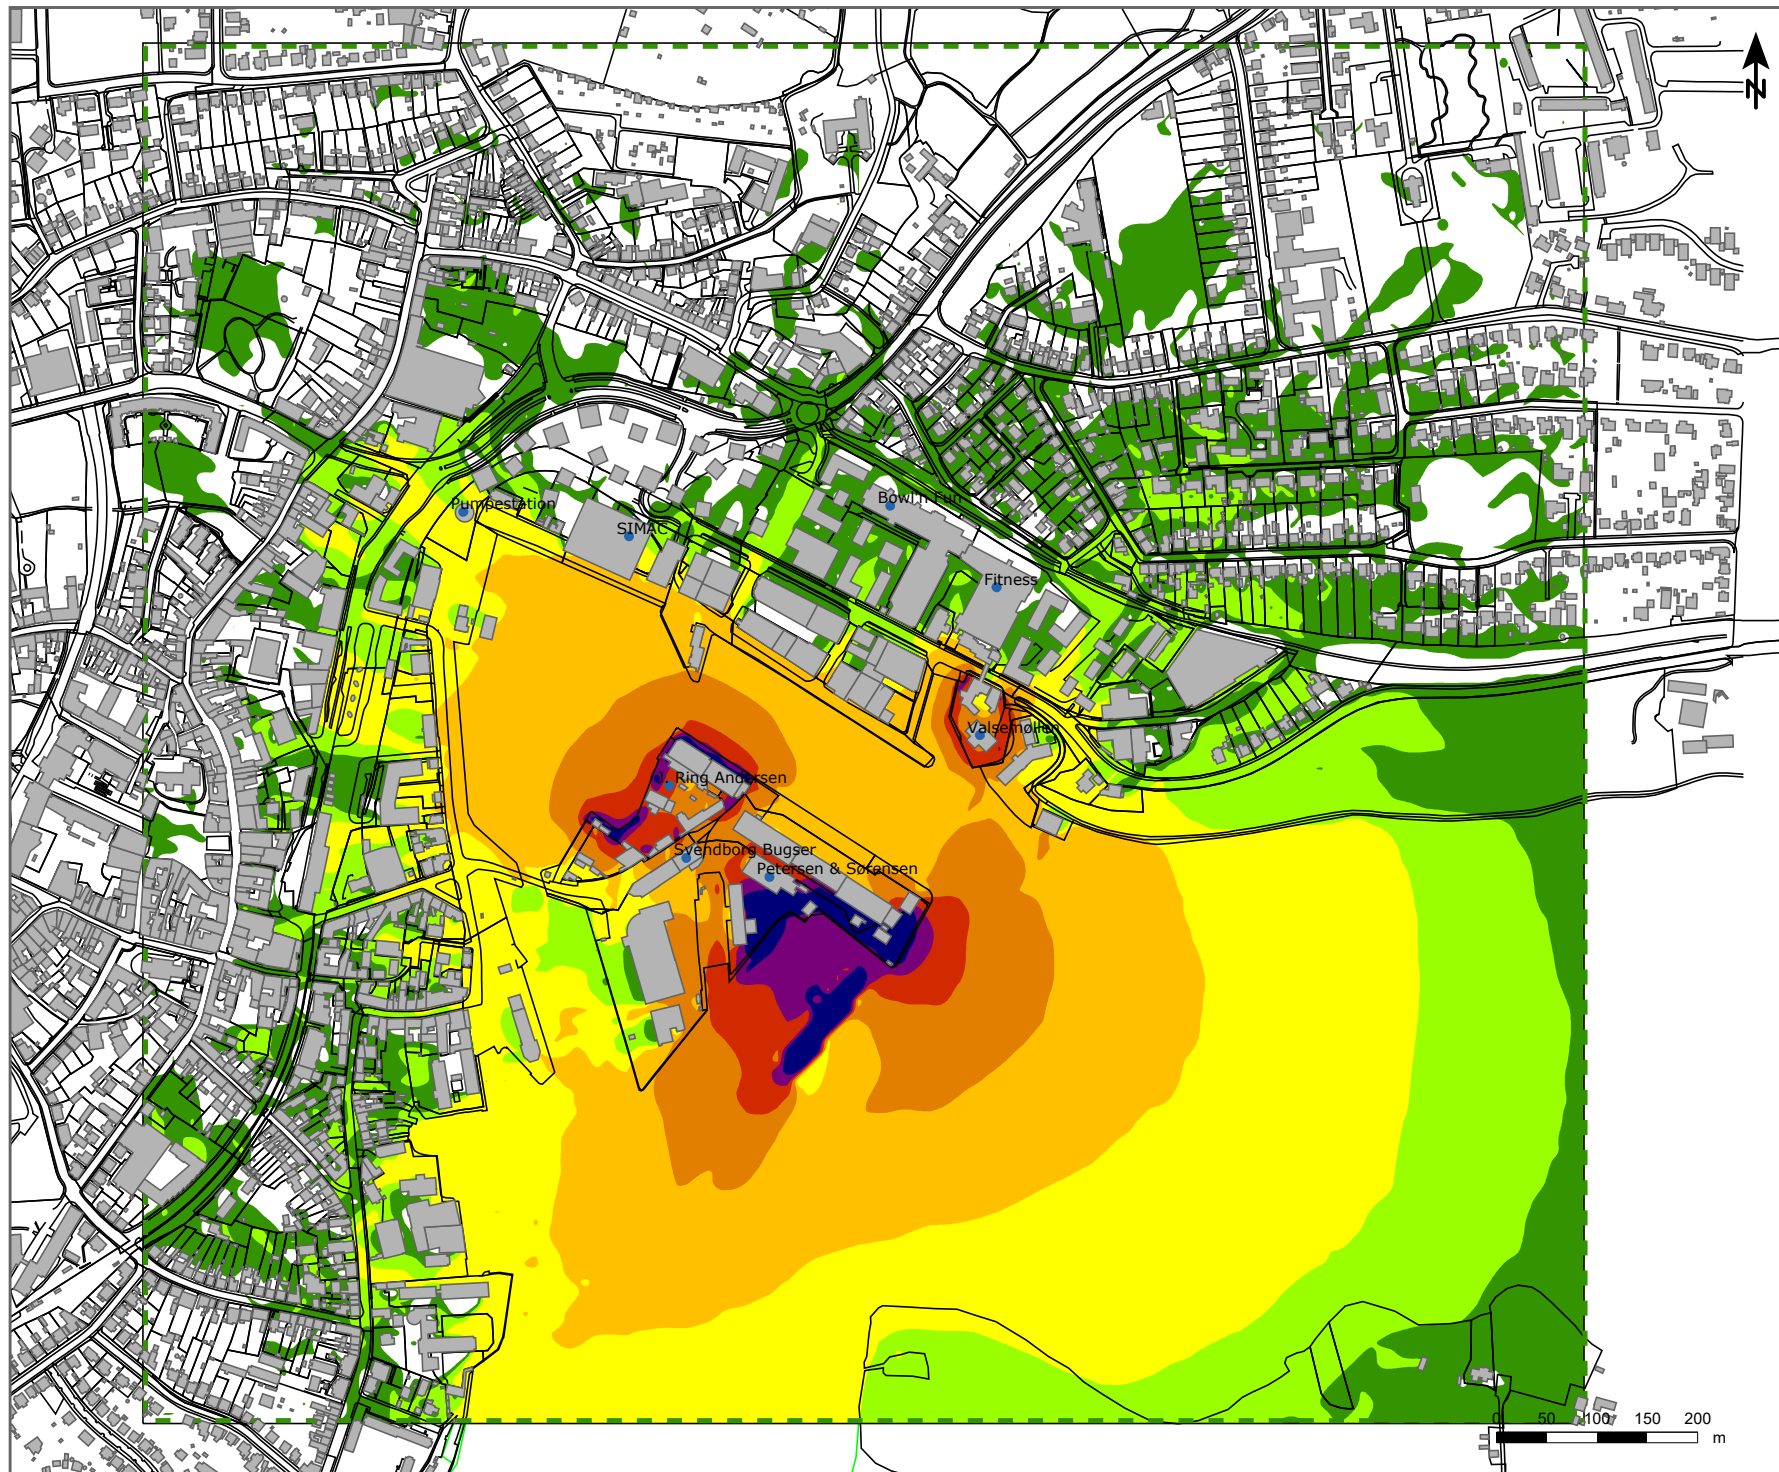 N
Pumpestation
Bowl'n Fun
SIMAC
Fitness
Valsemøllen
J. Ring Andersen
Svendborg Bugser
Petersen & Sørensen
0 50 100 150 200
m